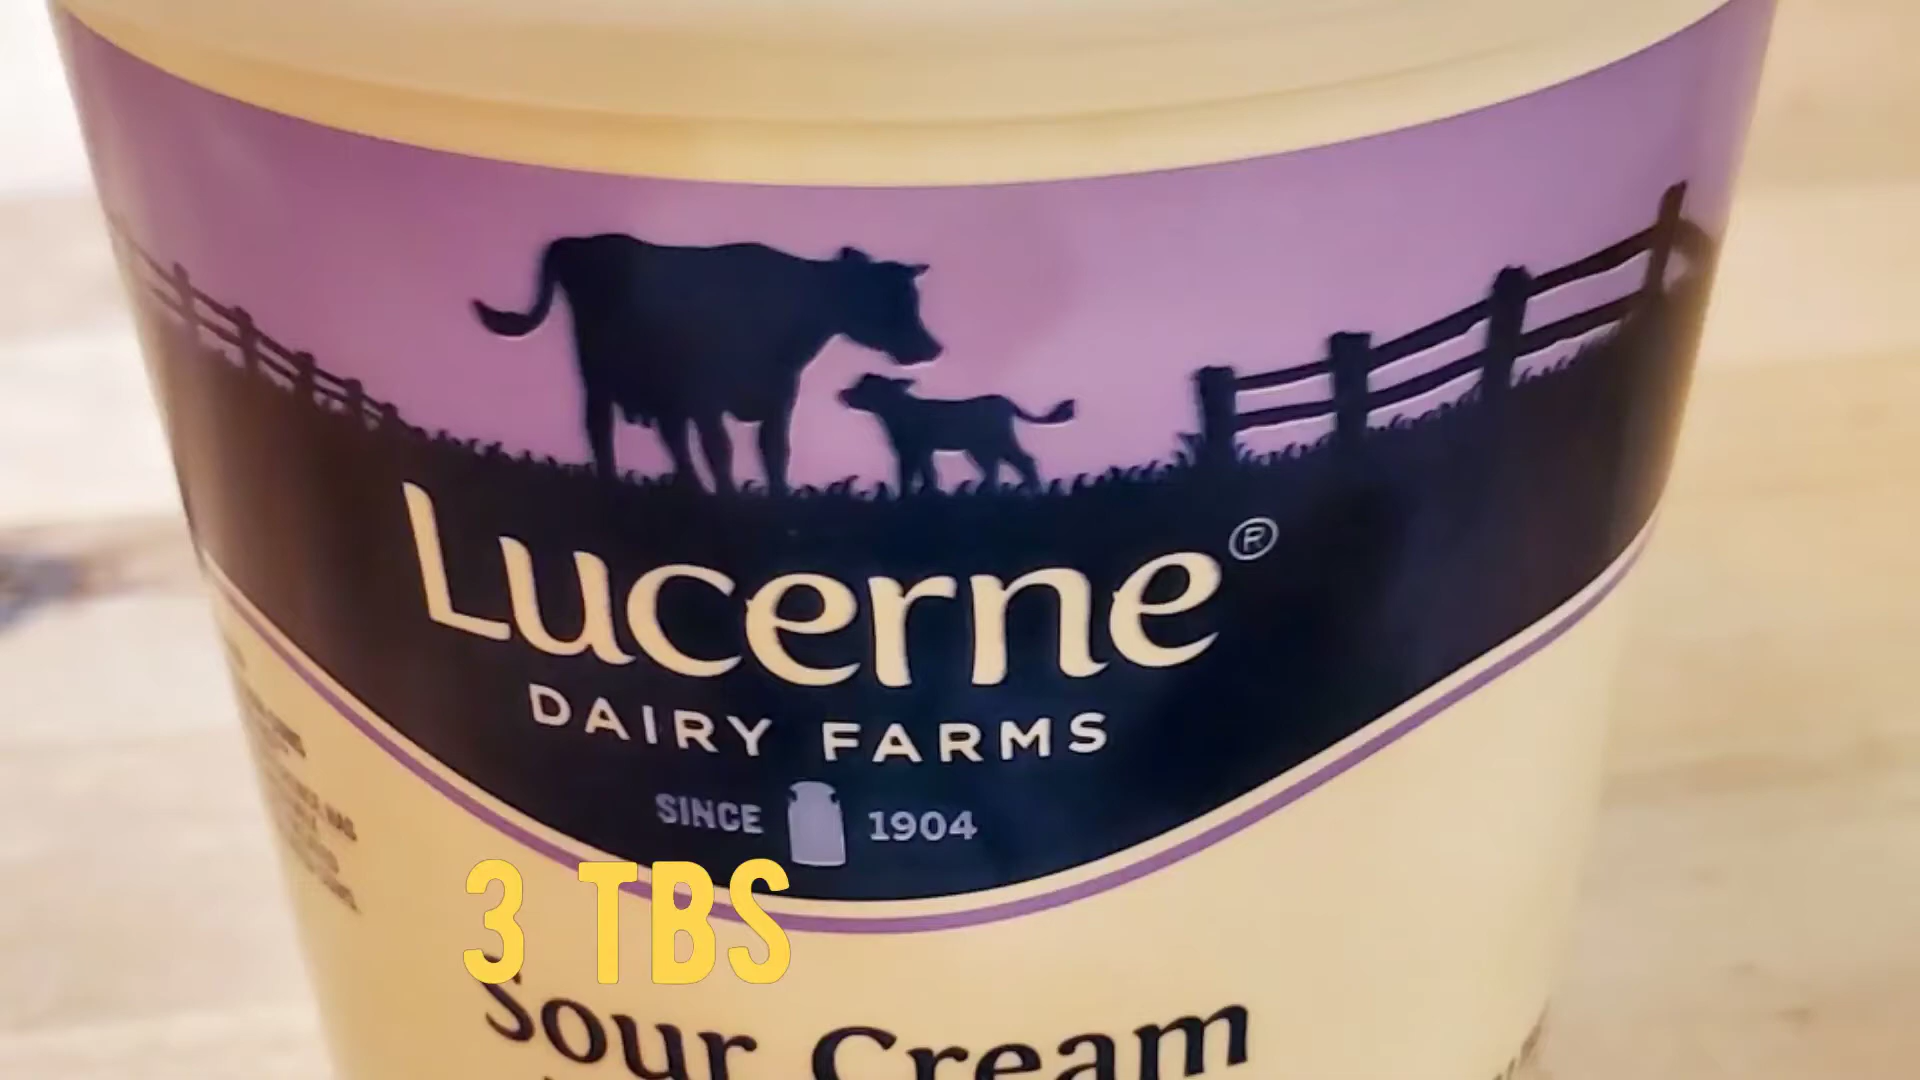 Lucerne®
DAIRY FARMS
SINCE 1904
3 TBS
Sour Cream